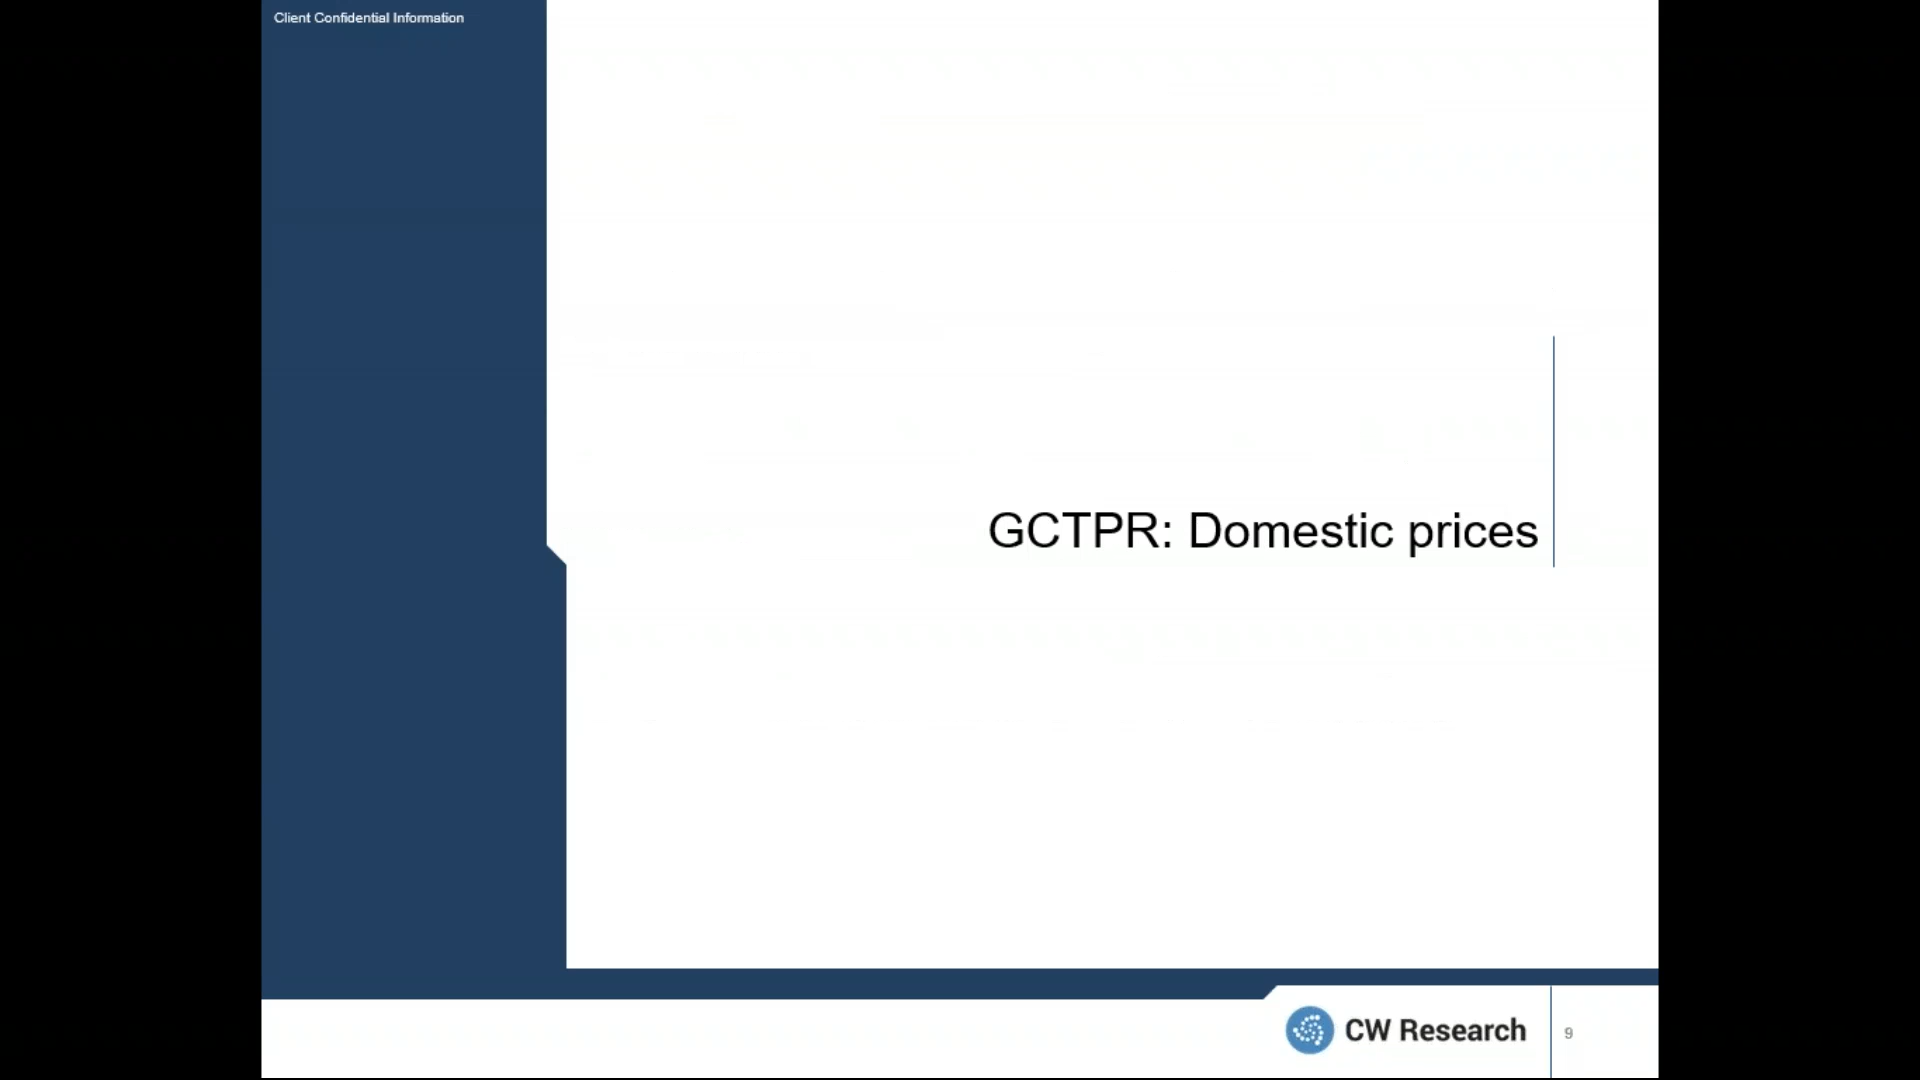 Client Confidential Information
GCTPR: Domestic prices
CW Research
9